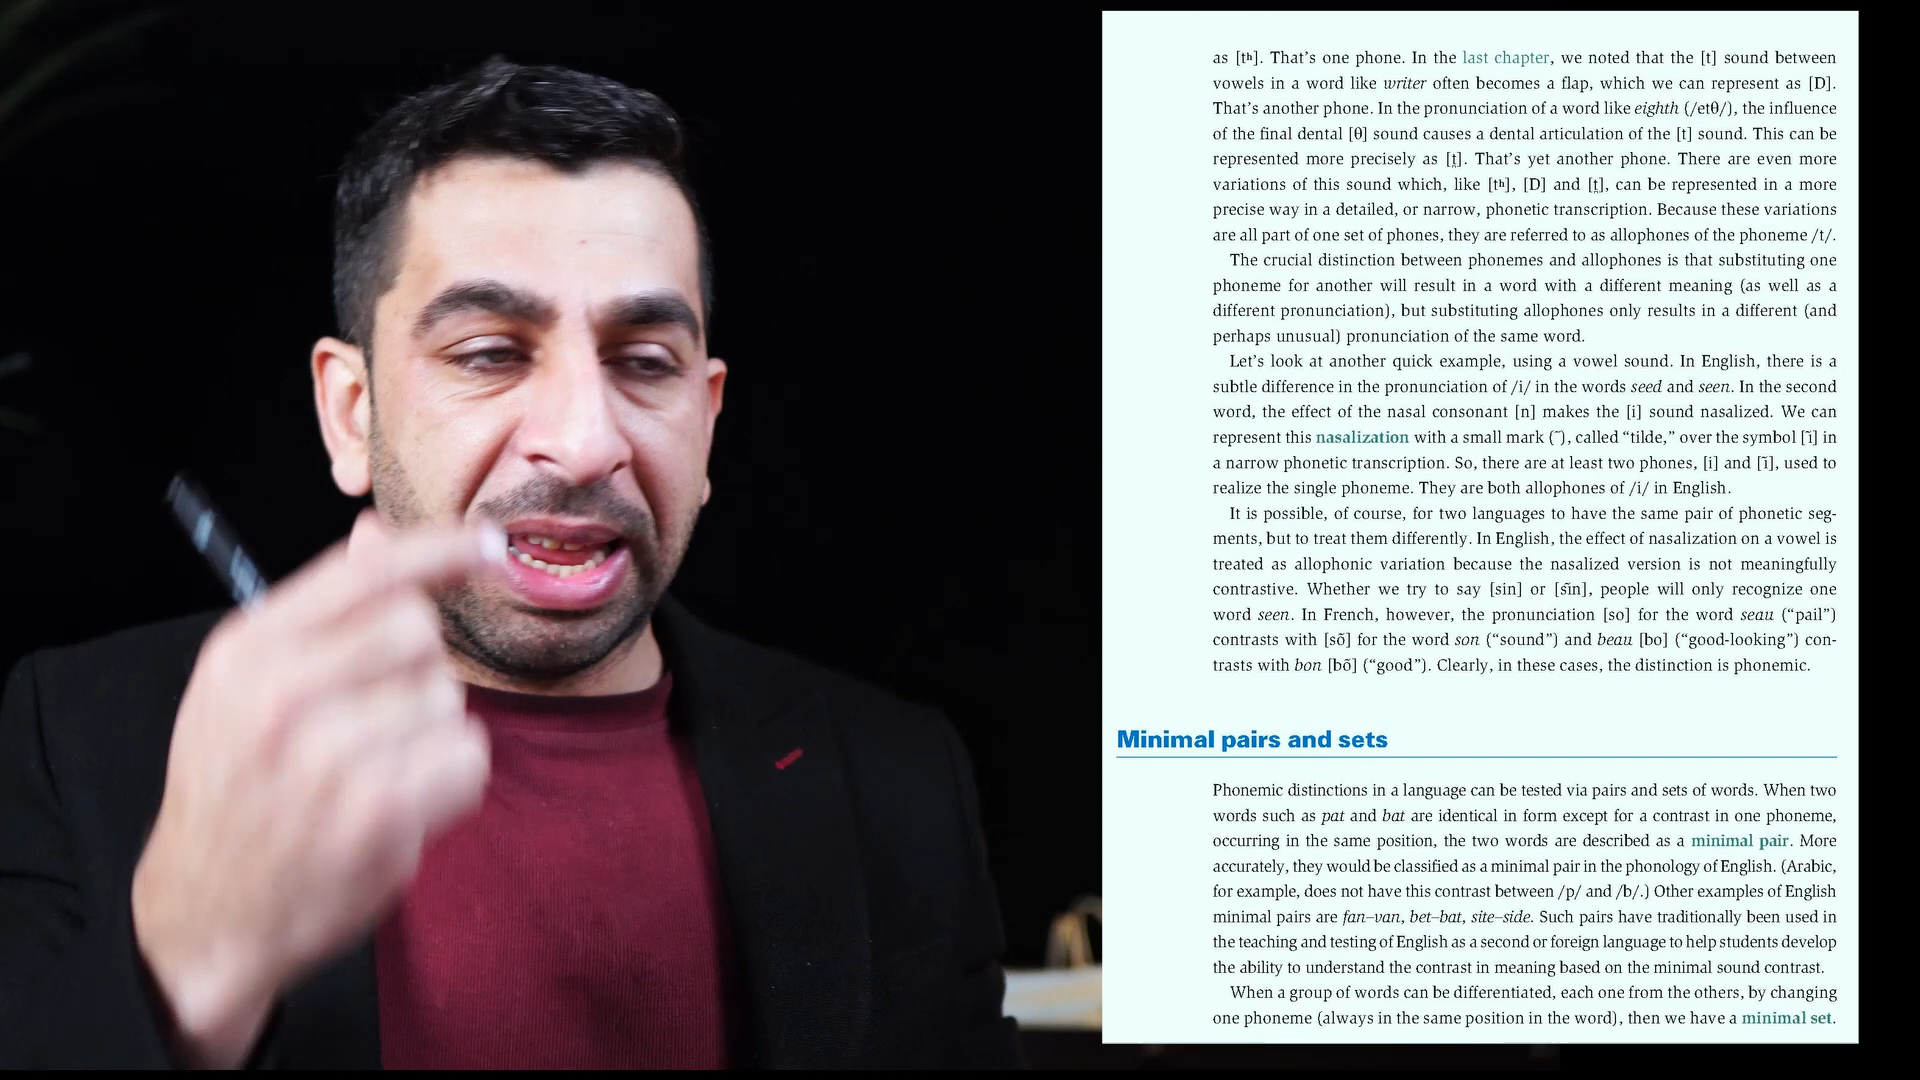 as [tʰ]. That's one phone. In the last chapter, we noted that the [t] sound between
vowels in a word like writer often becomes a flap, which we can represent as [D].
That's another phone. In the pronunciation of a word like eighth (/etθ/), the influence
of the final dental [θ] sound causes a dental articulation of the [t] sound. This can be
represented more precisely as [t̪]. That's yet another phone. There are even more
variations of this sound which, like [tʰ], [D] and [t̪], can be represented in a more
precise way in a detailed, or narrow, phonetic transcription. Because these variations
are all part of one set of phones, they are referred to as allophones of the phoneme /t/.
The crucial distinction between phonemes and allophones is that substituting one
phoneme for another will result in a word with a different meaning (as well as a
different pronunciation), but substituting allophones only results in a different (and
perhaps unusual) pronunciation of the same word.
Let's look at another quick example, using a vowel sound. In English, there is a
subtle difference in the pronunciation of /i/ in the words seed and seen. In the second
word, the effect of the nasal consonant [n] makes the [i] sound nasalized. We can
represent this nasalization with a small mark (˜), called “tilde,” over the symbol [ĩ] in
a narrow phonetic transcription. So, there are at least two phones, [i] and [ĩ], used to
realize the single phoneme. They are both allophones of /i/ in English.
It is possible, of course, for two languages to have the same pair of phonetic seg-
ments, but to treat them differently. In English, the effect of nasalization on a vowel is
treated as allophonic variation because the nasalized version is not meaningfully
contrastive. Whether we try to say [sin] or [sĩn], people will only recognize one
word seen. In French, however, the pronunciation [so] for the word seau (“pail”)
contrasts with [sõ] for the word son (“sound”) and beau [bo] (“good-looking”) con-
trasts with bon [bõ] (“good”). Clearly, in these cases, the distinction is phonemic.
Minimal pairs and sets
Phonemic distinctions in a language can be tested via pairs and sets of words. When two
words such as pat and bat are identical in form except for a contrast in one phoneme,
occurring in the same position, the two words are described as a minimal pair. More
accurately, they would be classified as a minimal pair in the phonology of English. (Arabic,
for example, does not have this contrast between /p/ and /b/.) Other examples of English
minimal pairs are fan–van, bet–bat, site–side. Such pairs have traditionally been used in
the teaching and testing of English as a second or foreign language to help students develop
the ability to understand the contrast in meaning based on the minimal sound contrast.
When a group of words can be differentiated, each one from the others, by changing
one phoneme (always in the same position in the word), then we have a minimal set.